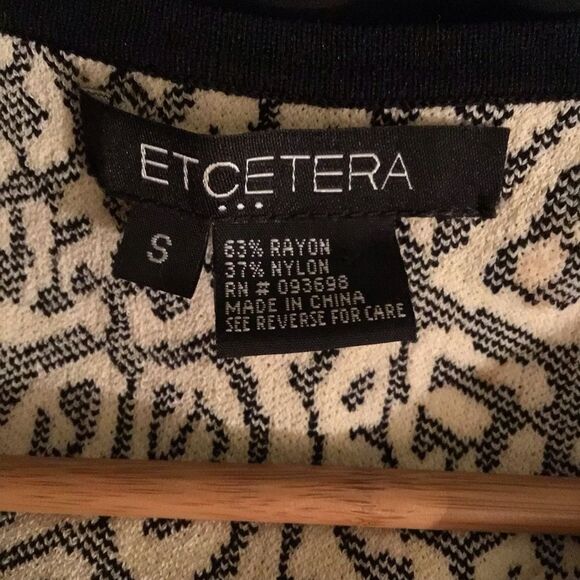 ETCETERA
...
S
63% RAYON
37% NYLON
RN # 093698
MADE IN CHINA
SEE REVERSE FOR CARE